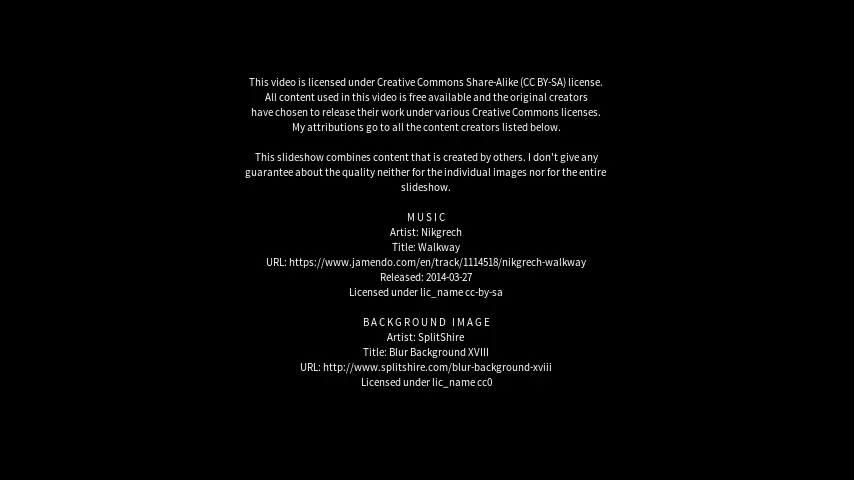 This video is licensed under Creative Commons Share-Alike (CC BY-SA) license.
All content used in this video is free available and the original creators
have chosen to release their work under various Creative Commons licenses.
My attributions go to all the content creators listed below.
This slideshow combines content that is created by others. I don't give any
guarantee about the quality neither for the individual images nor for the entire
slideshow.
MUSIC
Artist: Nikgrech
Title: Walkway
URL: https://www.jamendo.com/en/track/1114518/nikgrech-walkway
Released: 2014-03-27
Licensed under lic_name cc-by-sa
BACKGROUND IMAGE
Artist: SplitShire
Title: Blur Background XVIII
URL: http://www.splitshire.com/blur-background-xviii
Licensed under lic_name cc0